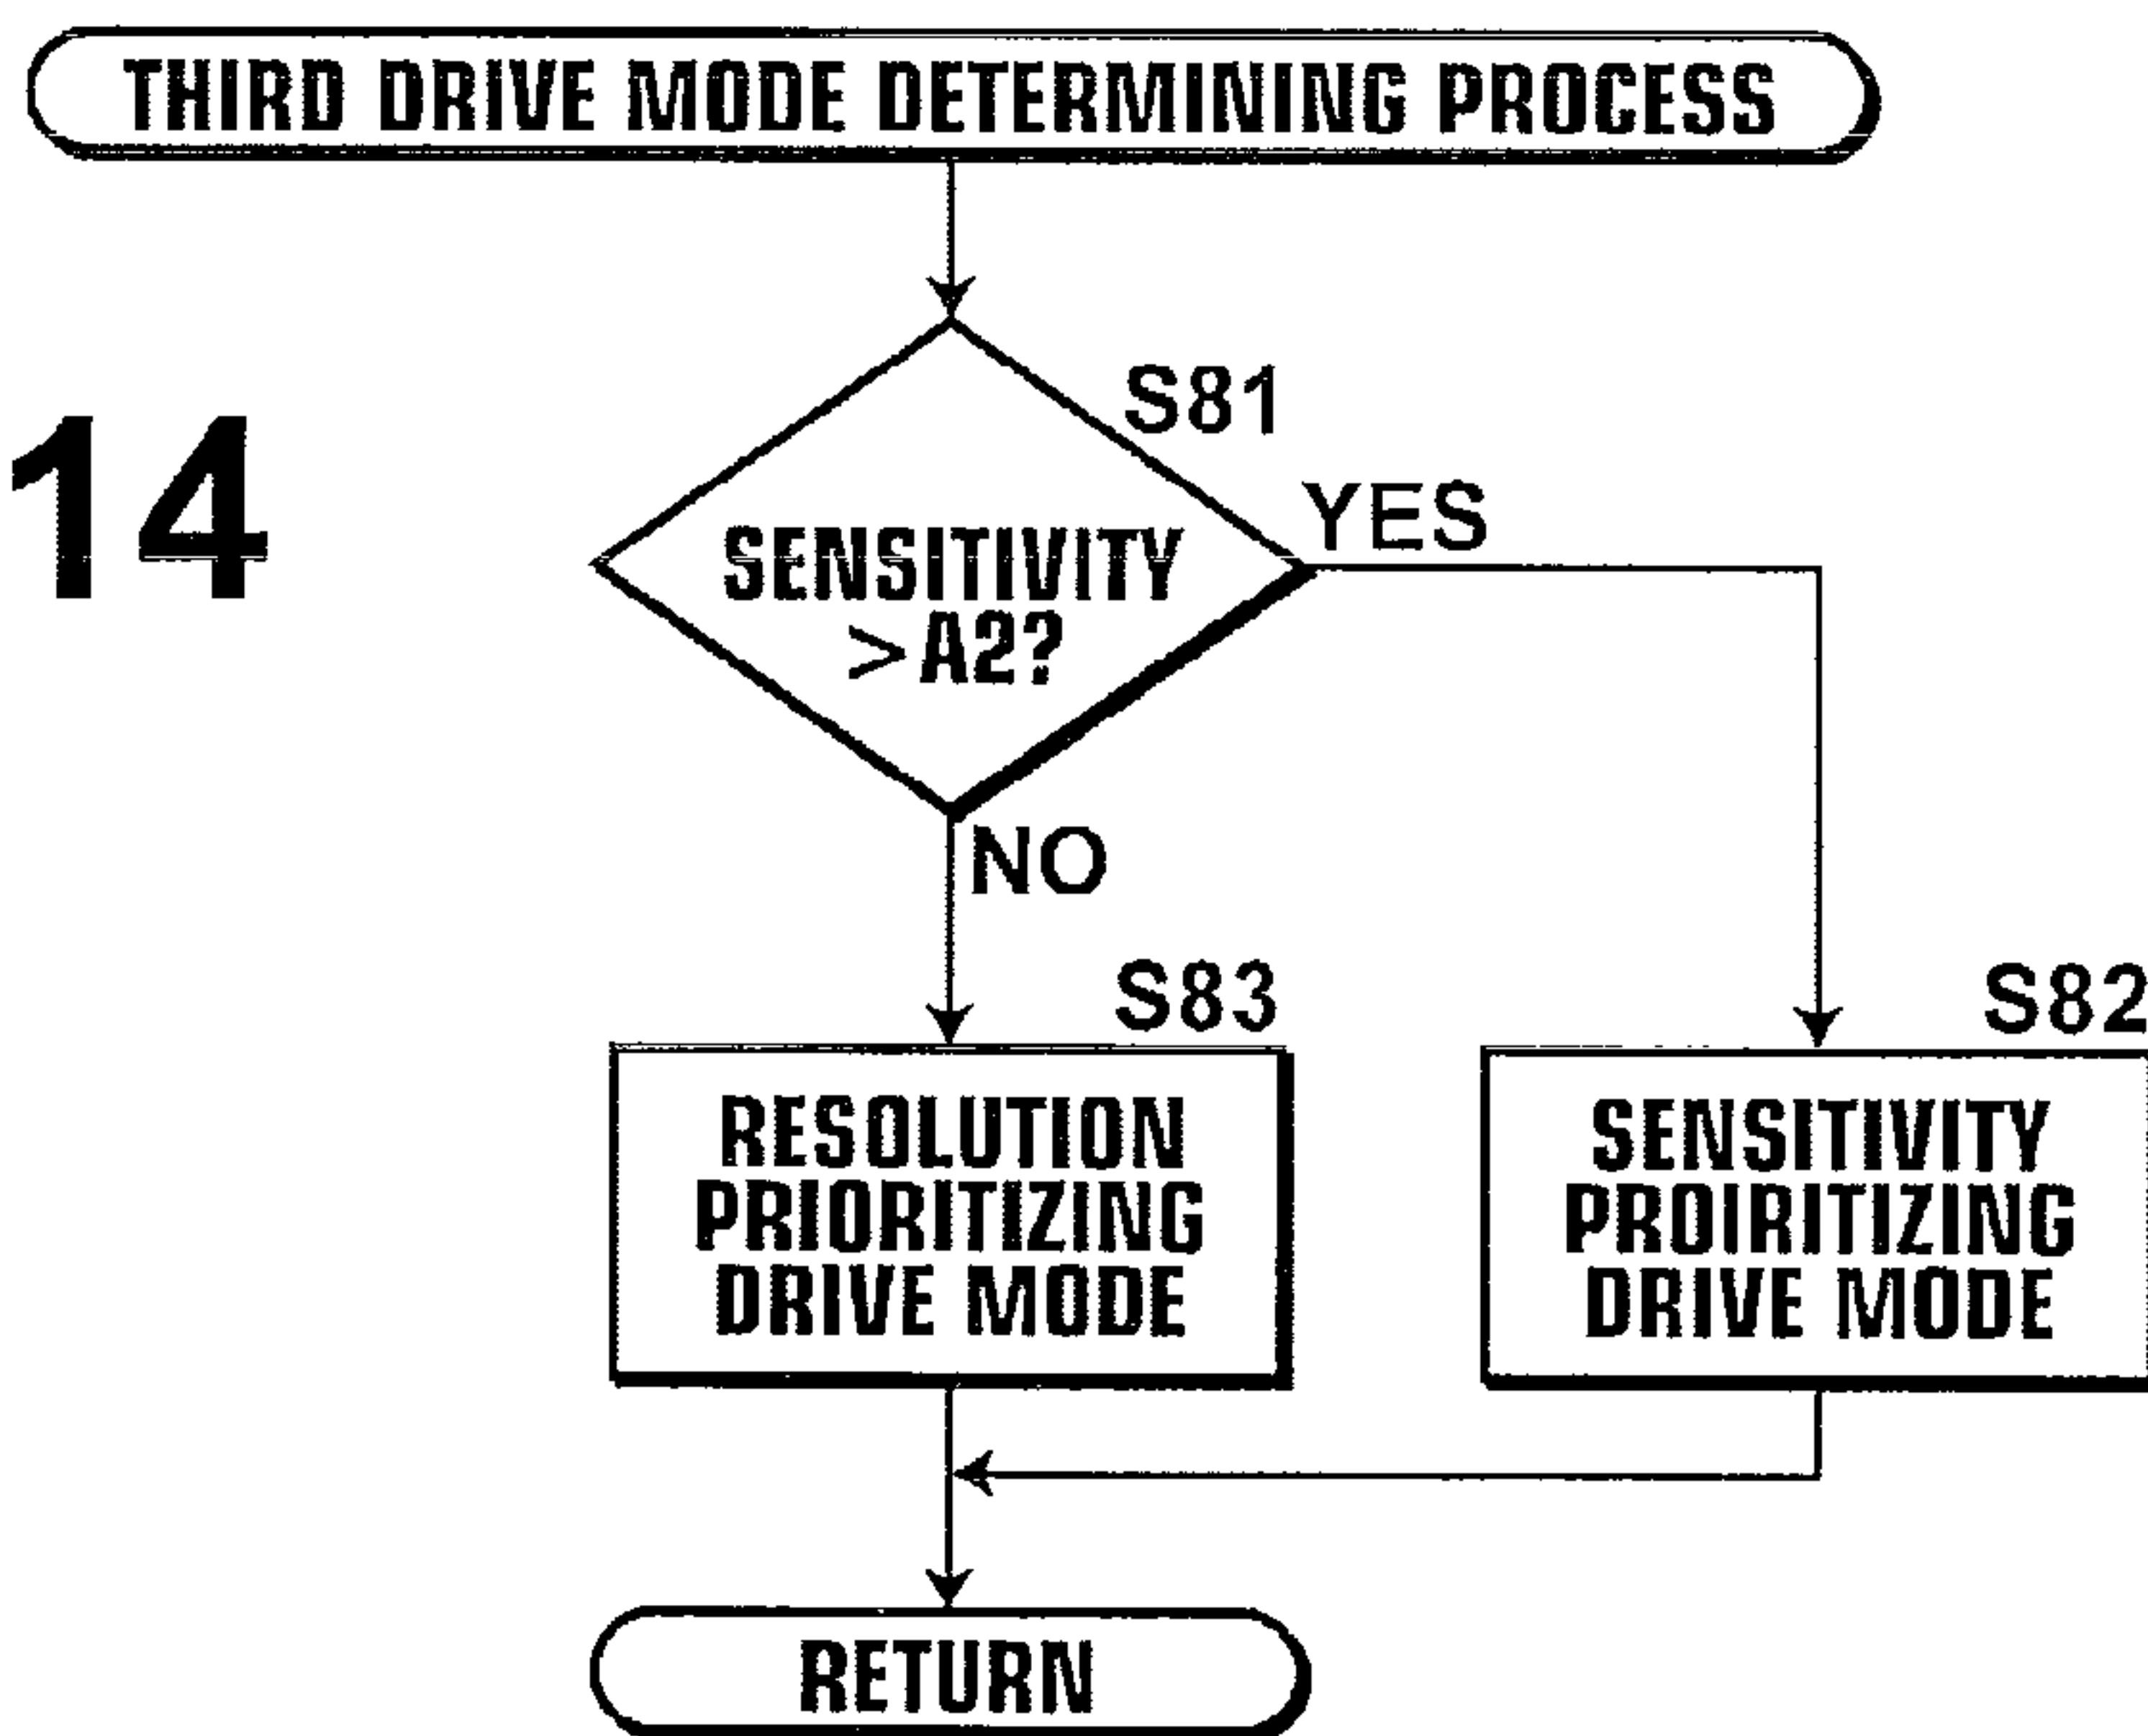 THIRD DRIVE MODE DETERMINING PROCESS
14
S81
YES
SENSITIVITY
>A2?
NO
S83
S82
RESOLUTION
PRIORITIZING
DRIVE MODE
SENSITIVITY
PROIRITIZING
DRIVE MODE
RETURN